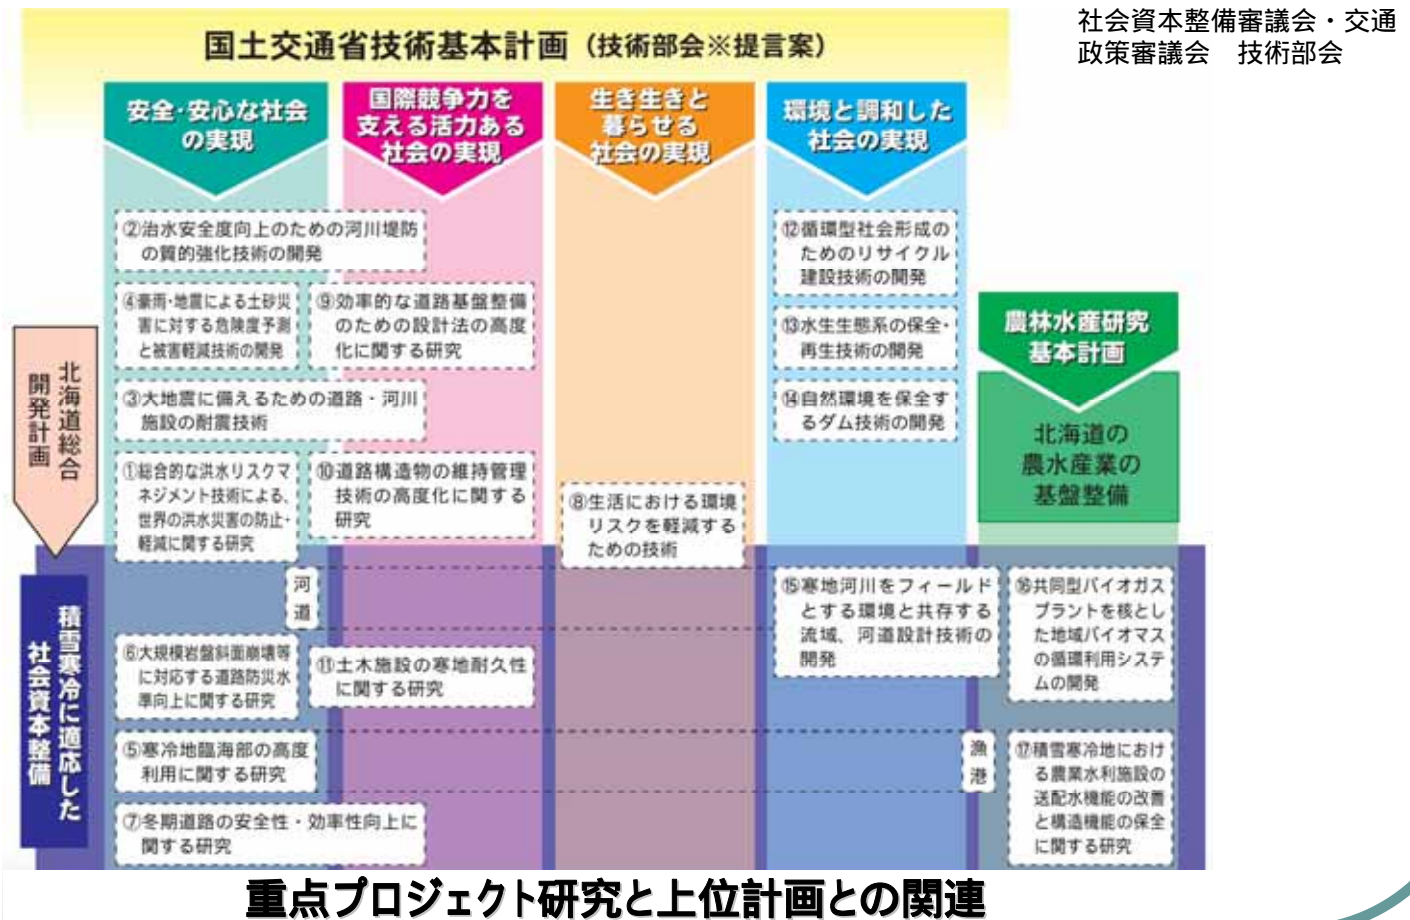 社会資本整備審議会・交通
政策審議会　技術部会
国土交通省技術基本計画（技術部会※提言案）
安全・安心な社会
の実現
国際競争力を
支える活力ある
社会の実現
生き生きと
暮らせる
社会の実現
環境と調和した
社会の実現
②治水安全度向上のための河川堤防
の質的強化技術の開発
④豪雨・地震による土砂災
害に対する危険度予測
と被害軽減技術の開発
⑨効率的な道路基盤整備
のための設計法の高度
化に関する研究
③大地震に備えるための道路・河川
施設の耐震技術
①総合的な洪水リスクマ
ネジメント技術による、
世界の洪水災害の防止・
軽減に関する研究
⑩道路構造物の維持管理
技術の高度化に関する
研究
⑧生活における環境
リスクを軽減する
ための技術
⑫循環型社会形成の
ためのリサイクル
建設技術の開発
⑬水生生態系の保全・
再生技術の開発
⑭自然環境を保全す
るダム技術の開発
農林水産研究
基本計画
北海道の
農水産業の
基盤整備
北海道総合
開発計画
積雪寒冷に適応した
社会資本整備
河
道
⑮寒地河川をフィールド
とする環境と共存する
流域、河道設計技術の
開発
⑯共同型バイオガス
プラントを核とし
た地域バイオマス
の循環利用システ
ムの開発
⑥大規模岩盤斜面崩壊等
に対応する道路防災水
準向上に関する研究
⑪土木施設の寒地耐久性
に関する研究
⑤寒冷地臨海部の高度
利用に関する研究
漁
港
⑰積雪寒冷地におけ
る農業水利施設の
送配水機能の改善
と構造機能の保全
に関する研究
⑦冬期道路の安全性・効率性向上に
関する研究
重点プロジェクト研究と上位計画との関連